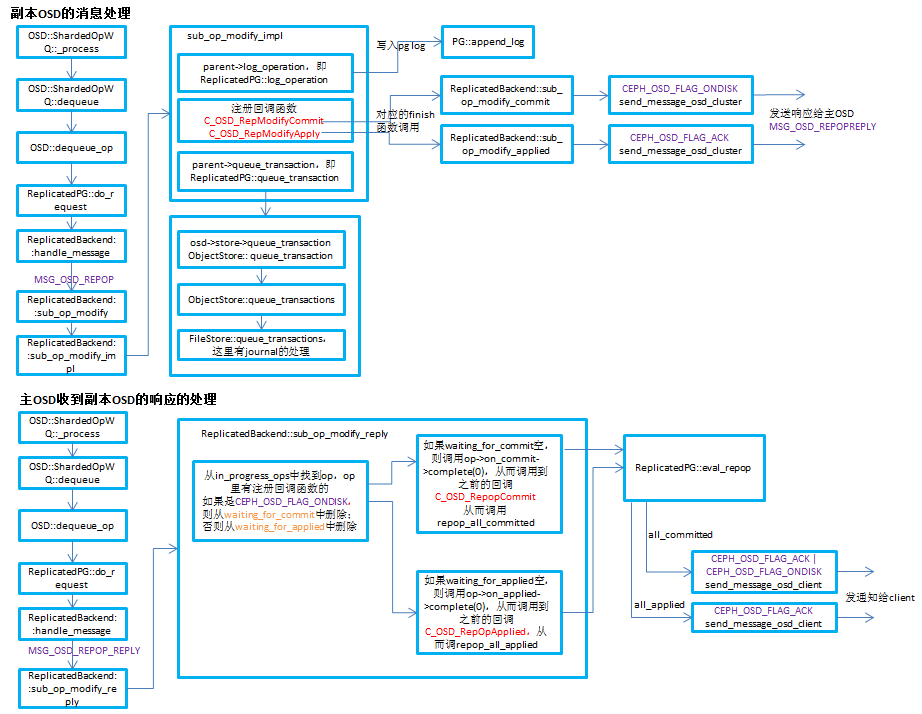 副本OSD的消息处理
OSD::ShardedOpW
Q::_process
OSD::ShardedOpW
Q::dequeue
OSD::dequeue_op
ReplicatedPG::do_r
equest
ReplicatedBackend:
:handle_message
MSG_OSD_REPOP
ReplicatedBackend:
:sub_op_modify
ReplicatedBackend:
:sub_op_modify_im
pl
sub_op_modify_impl
parent->log_operation，即
ReplicatedPG::log_operation
注册回调函数
C_OSD_RepModifyCommit
C_OSD_RepModifyApply
parent->queue_transaction，即
ReplicatedPG::queue_transaction
osd->store->queue_transaction
ObjectStore:: queue_transaction
ObjectStore::queue_transactions
FileStore::queue_transactions，
这里有journal的处理
写入pg log
PG::append_log
对应的finish
函数调用
ReplicatedBackend::sub_
op_modify_commit
ReplicatedBackend::sub_
op_modify_applied
CEPH_OSD_FLAG_ONDISK
send_message_osd_cluster
CEPH_OSD_FLAG_ACK
send_message_osd_cluster
发送响应给主OSD
MSG_OSD_REPOPREPLY
主OSD收到副本OSD的响应的处理
OSD::ShardedOpW
Q::_process
OSD::ShardedOpW
Q::dequeue
OSD::dequeue_op
ReplicatedPG::do_r
equest
ReplicatedBackend:
:handle_message
MSG_OSD_REPOP_REPLY
ReplicatedBackend:
:sub_op_modify_re
ply
ReplicatedBackend::sub_op_modify_reply
从in_progress_ops中找到op，op
里有注册回调函数的
如果是CEPH_OSD_FLAG_ONDISK，
则从waiting_for_commit中删除；
否则从waiting_for_applied中删除
如果waiting_for_commit空，
则调用op->on_commit-
>complete(0)，从而调用到
之前的回调
C_OSD_RepopCommit
从而调用
repop_all_committed
如果waiting_for_applied空，
则调用op->on_applied-
>complete(0)，从而调用到
之前的回调
C_OSD_RepOpApplied，从
而调repop_all_applied
ReplicatedPG::eval_repop
all_committed
all_applied
CEPH_OSD_FLAG_ACK |
CEPH_OSD_FLAG_ONDISK
send_message_osd_client
CEPH_OSD_FLAG_ACK
send_message_osd_client
发通知给client